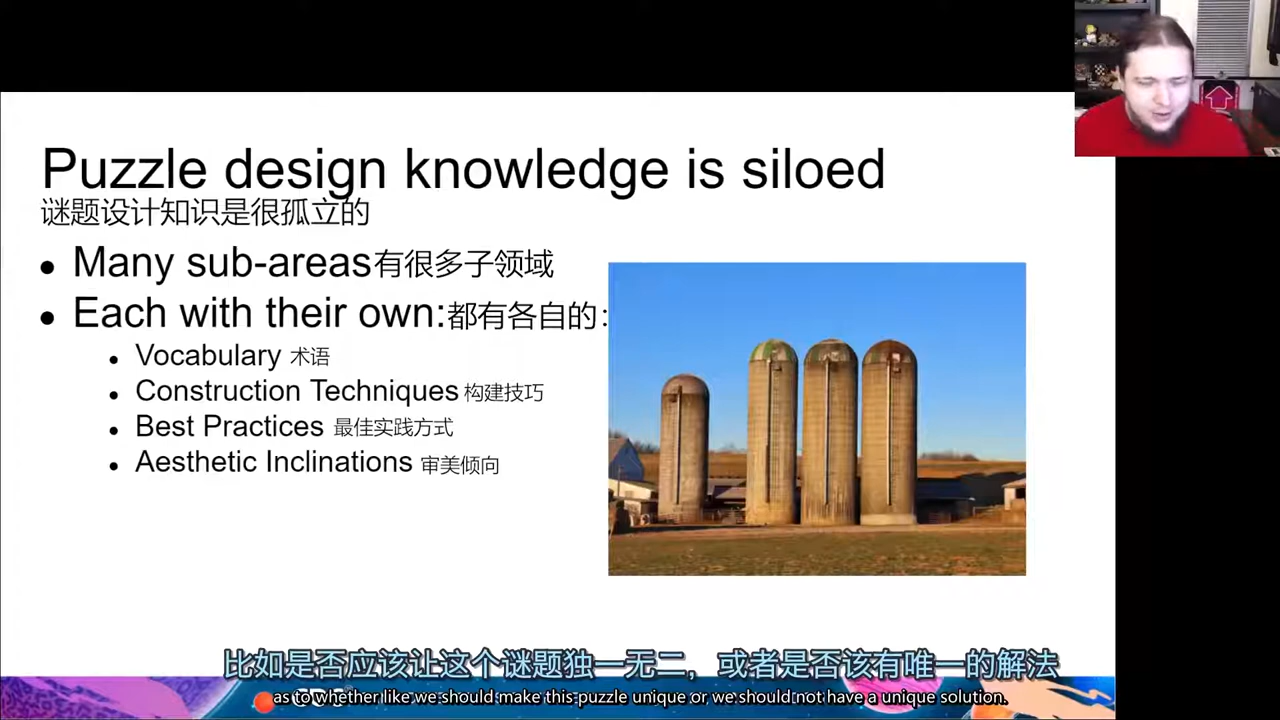 Puzzle design knowledge is siloed
谜题设计知识是很孤立的
Many sub-areas有很多子领域
Each with their own:都有各自的：
Vocabulary 术语
Construction Techniques 构建技巧
Best Practices 最佳实践方式
Aesthetic Inclinations 审美倾向
比如是否应该让这个谜题独一无二，或者是否该有唯一的解法
as to whether like we should make this puzzle unique or we should not have a unique solution.